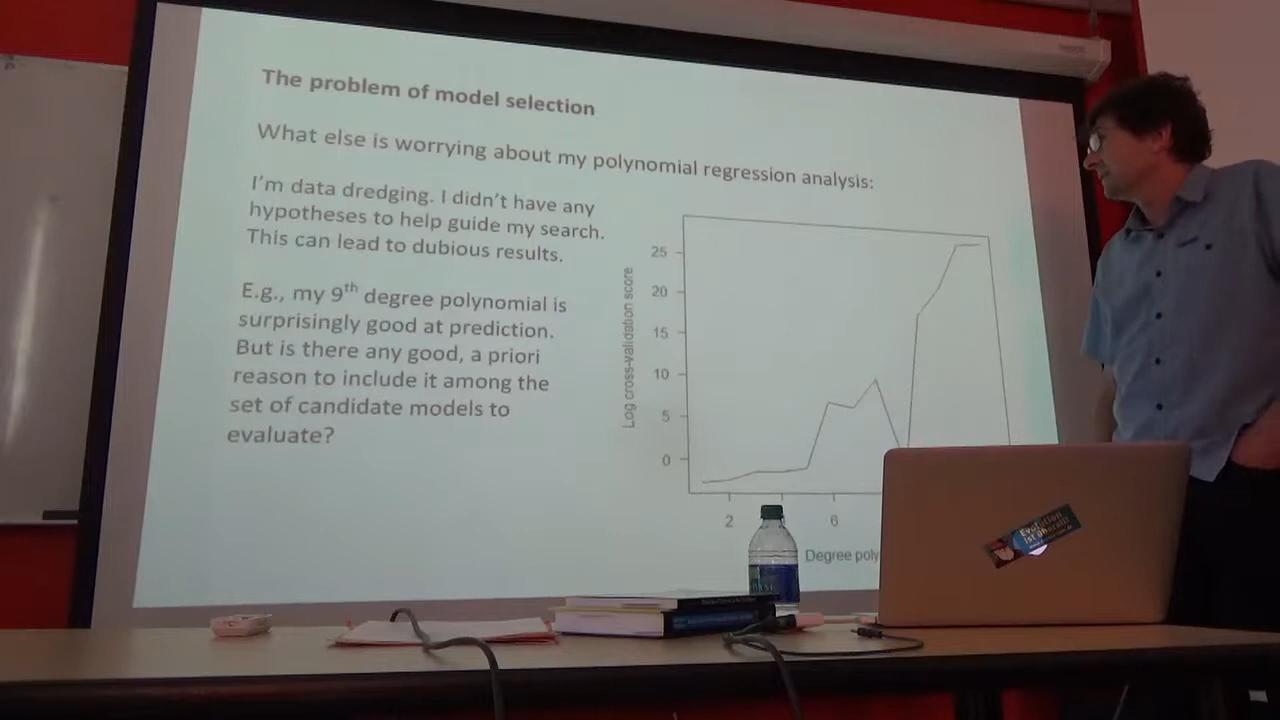 The problem of model selection
What else is worrying about my polynomial regression analysis:
I'm data dredging. I didn't have any
hypotheses to help guide my search.
This can lead to dubious results.
E.g., my 9th degree polynomial is
surprisingly good at prediction.
But is there any good, a priori
reason to include it among the
set of candidate models to
evaluate?
Log cross-validation score
25
20
15
10
5
0
2
6
Degree poly
Evolution
ist überall!